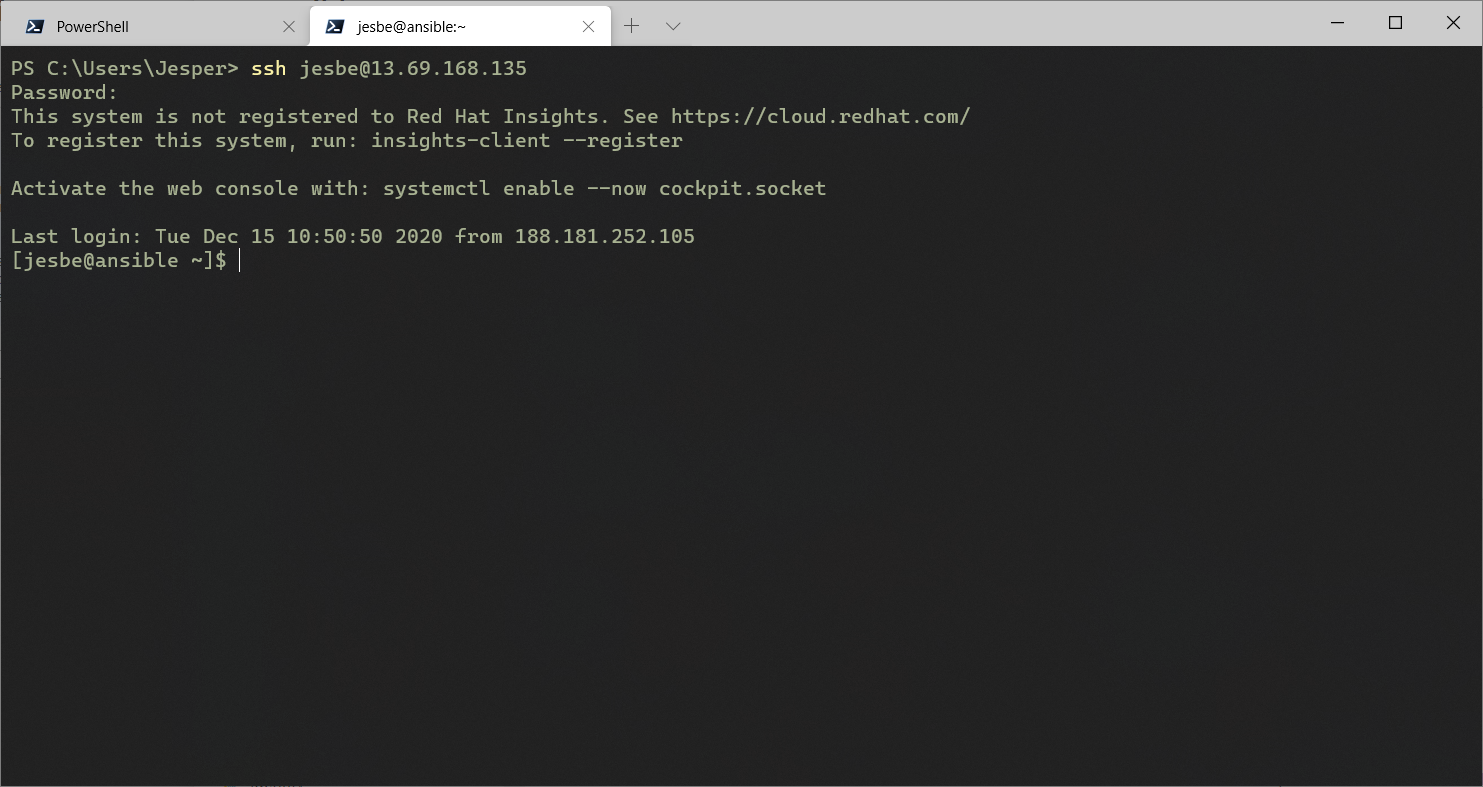 PowerShell
jesbe@ansible:~
PS C:\Users\Jesper> ssh jesbe@13.69.168.135
Password:
This system is not registered to Red Hat Insights. See https://cloud.redhat.com/
To register this system, run: insights-client --register
Activate the web console with: systemctl enable --now cockpit.socket
Last login: Tue Dec 15 10:50:50 2020 from 188.181.252.105
[jesbe@ansible ~]$